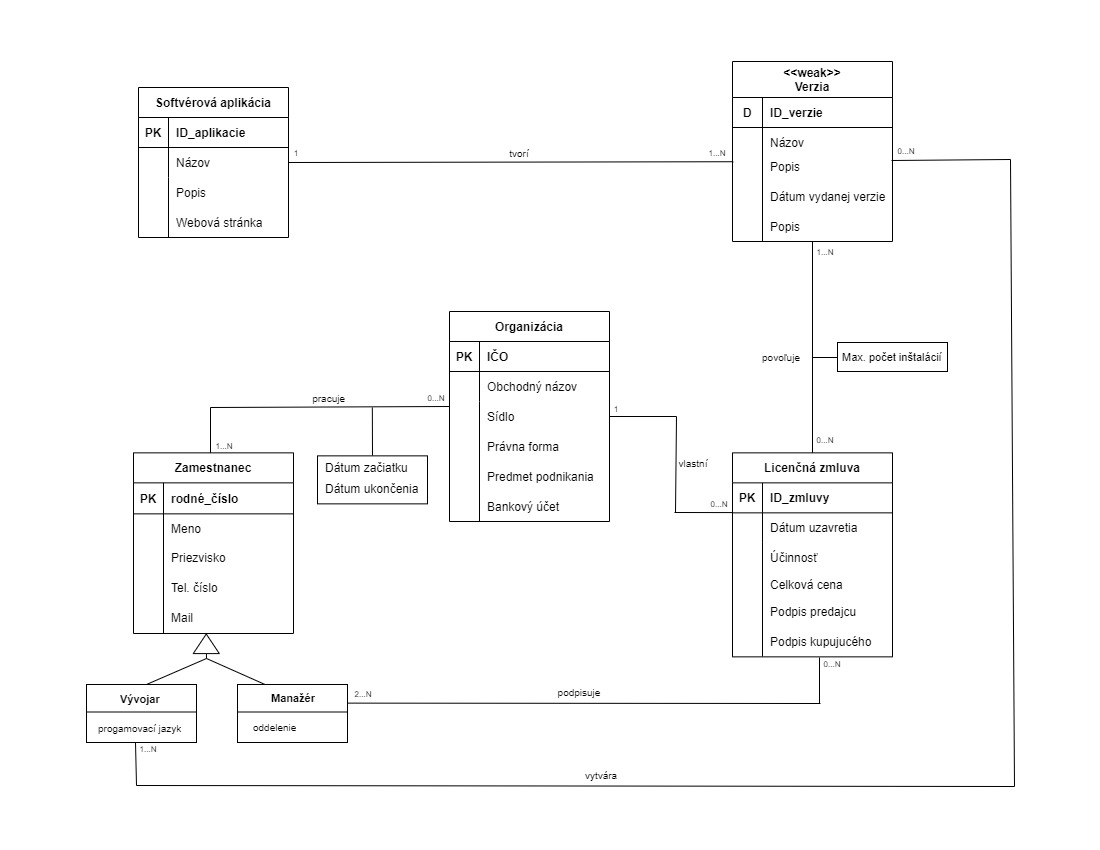 <<weak>>
Verzia
D ID_verzie
Názov
Popis
Dátum vydanej verzie
Popis
Softvérová aplikácia
PK ID_aplikacie
Názov
Popis
Webová stránka
1
tvorí
1...N
0...N
1...N
povoľuje
Max. počet inštalácií
0...N
Organizácia
PK IČO
Obchodný názov
Sídlo
Právna forma
Predmet podnikania
Bankový účet
pracuje
0...N
1...N
Dátum začiatku
Dátum ukončenia
1
vlastní
0...N
Zamestnanec
PK rodné_číslo
Meno
Priezvisko
Tel. číslo
Mail
Licenčná zmluva
PK ID_zmluvy
Dátum uzavretia
Účinnosť
Celková cena
Podpis predajcu
Podpis kupujucého
0...N
Vývojar
progamovací jazyk
Manažér
oddelenie
2...N
podpisuje
1...N
vytvára